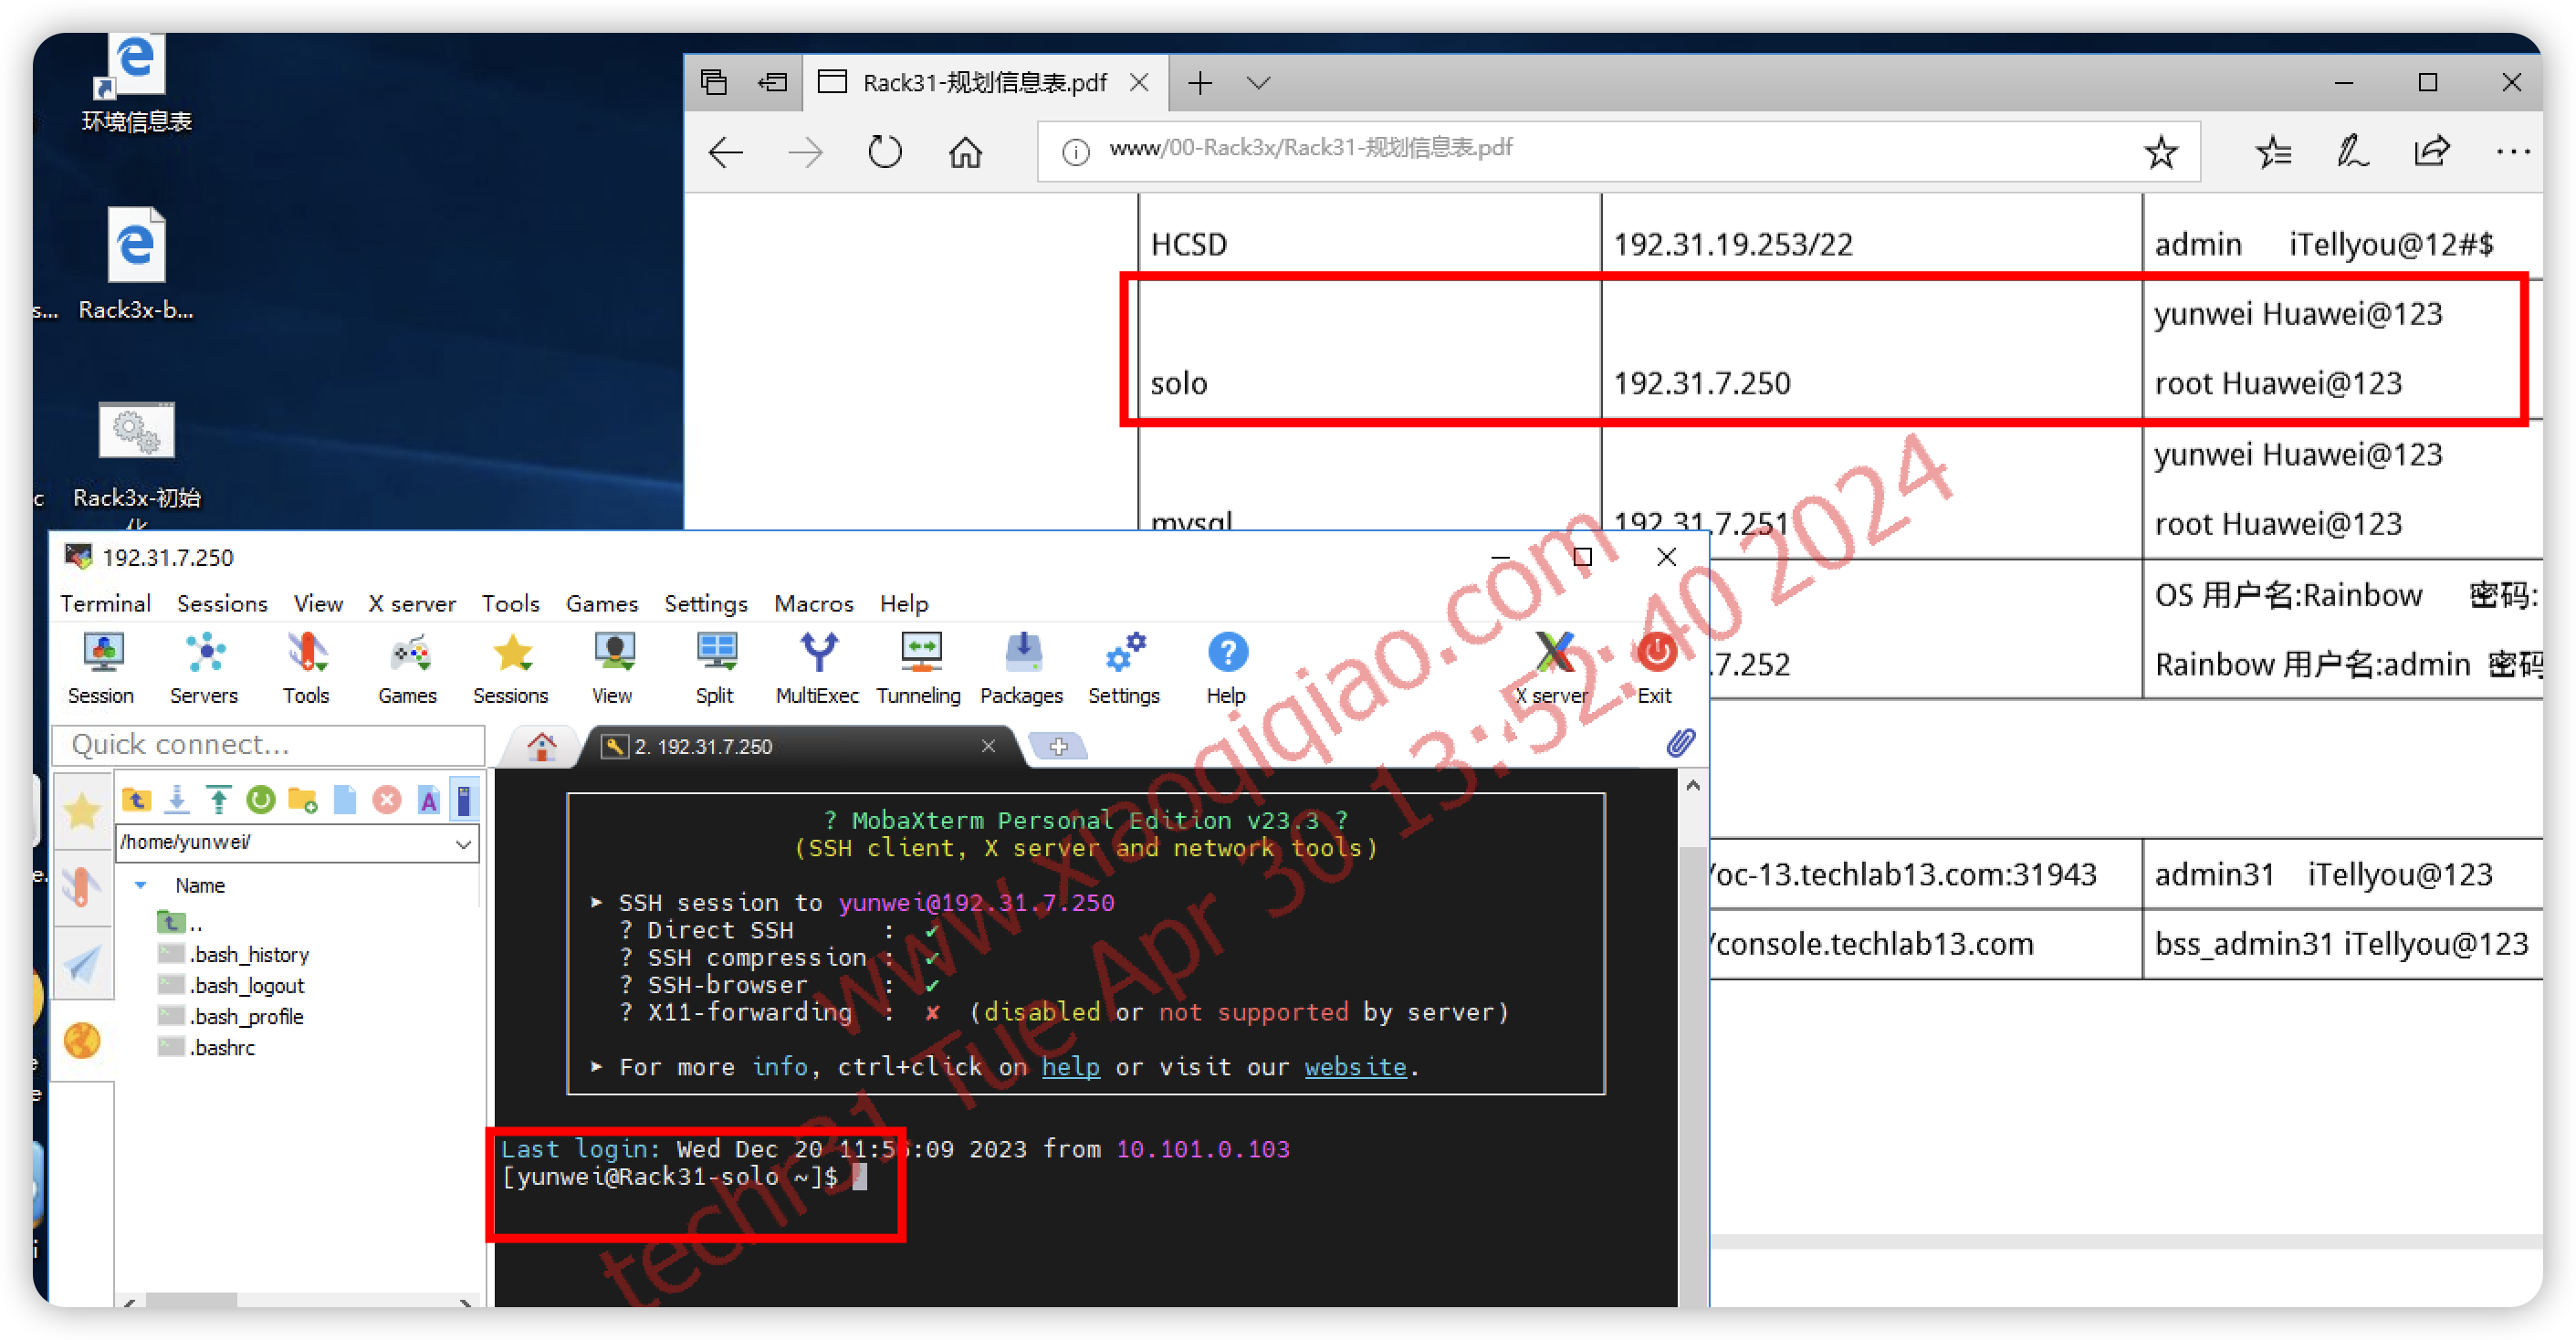 环境信息表
s... Rack3x-b...
c Rack3x-初始
化
Rack31-规划信息表.pdf
www/00-Rack3x/Rack31-规划信息表.pdf
HCSD 192.31.19.253/22 admin iTellyou@12#$
yunwei Huawei@123
solo 192.31.7.250 root Huawei@123
yunwei Huawei@123
mysql 192.31.7.251 root Huawei@123
OS 用户名:Rainbow 密码:
.7.252 Rainbow 用户名:admin 密码
/oc-13.techlab13.com:31943 admin31 iTellyou@123
/console.techlab13.com bss_admin31 iTellyou@123
192.31.7.250
Terminal Sessions View X server Tools Games Settings Macros Help
Session Servers Tools Games Sessions View Split MultiExec Tunneling Packages Settings Help X server Exit
Quick connect...
2. 192.31.7.250
/home/yunwei/
Name
..
.bash_history
.bash_logout
.bash_profile
.bashrc
? MobaXterm Personal Edition v23.3 ?
(SSH client, X server and network tools)
► SSH session to yunwei@192.31.7.250
? Direct SSH : ✔
? SSH compression : ✔
? SSH-browser : ✔
? X11-forwarding : ✘ (disabled or not supported by server)
► For more info, ctrl+click on help or visit our website.
Last login: Wed Dec 20 11:56:09 2023 from 10.101.0.103
[yunwei@Rack31-solo ~]$
www.xiaoqiqiao.com
techr31 Tue Apr 30 13:52:40 2024